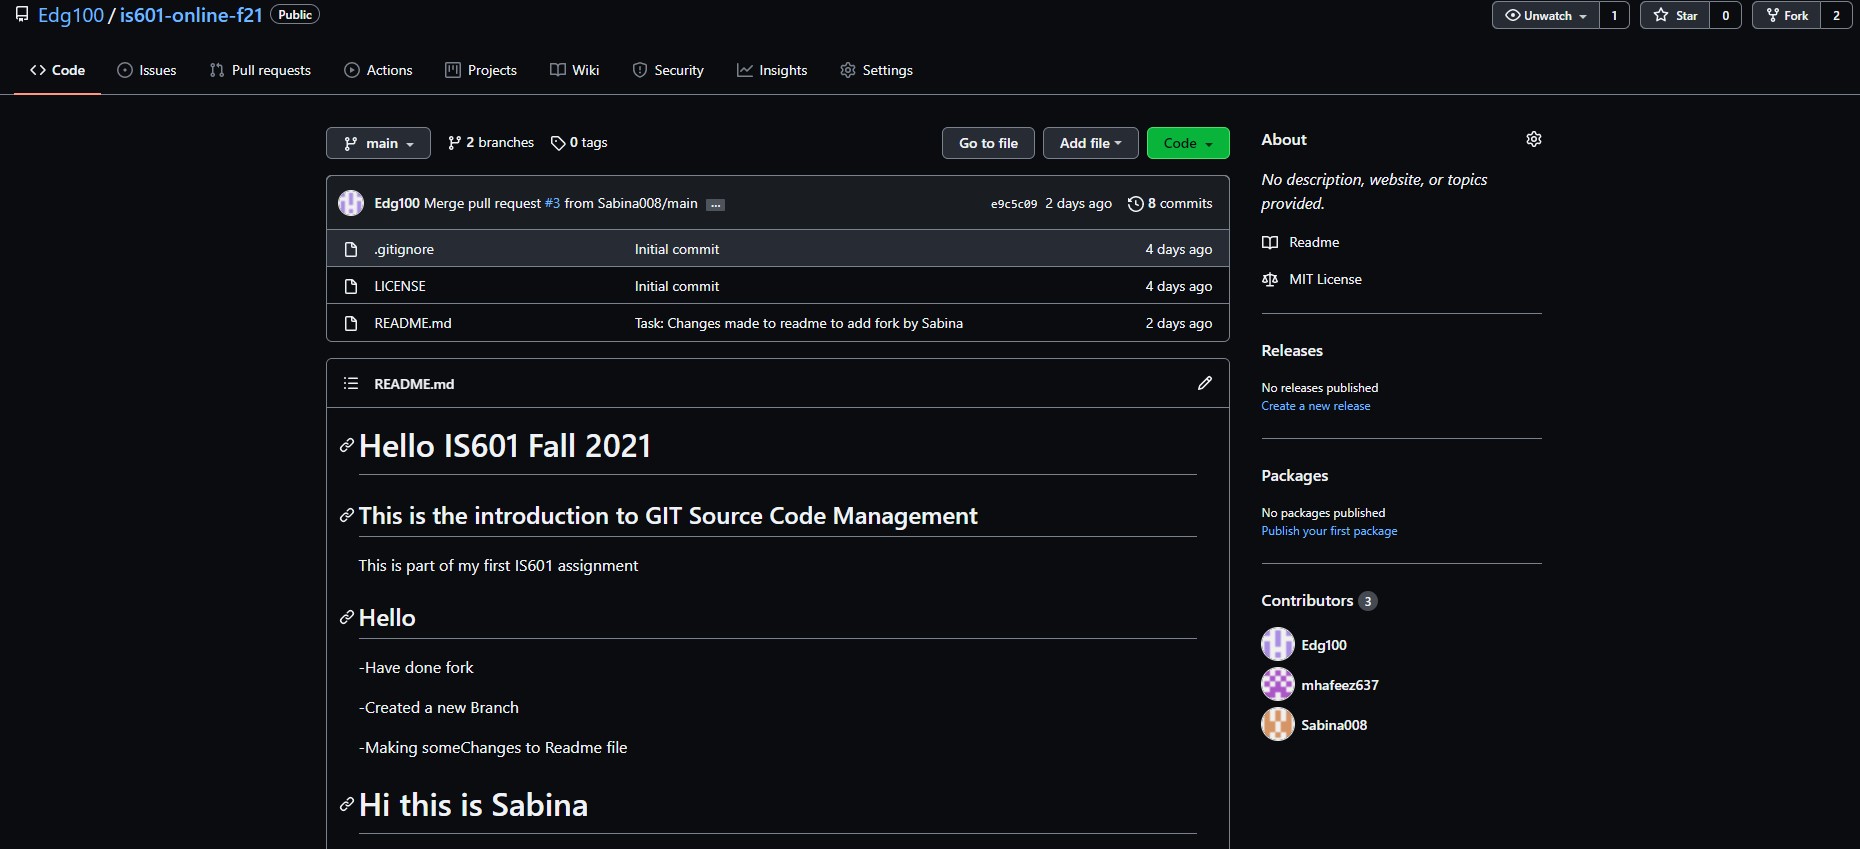 Edg100 / is601-online-f21 Public
Unwatch 1 Star 0 Fork 2
Code Issues Pull requests Actions Projects Wiki Security Insights Settings
main 2 branches 0 tags Go to file Add file Code
Edg100 Merge pull request #3 from Sabina008/main ... e9c5c09 2 days ago 8 commits
.gitignore Initial commit 4 days ago
LICENSE Initial commit 4 days ago
README.md Task: Changes made to readme to add fork by Sabina 2 days ago
README.md
Hello IS601 Fall 2021
This is the introduction to GIT Source Code Management
This is part of my first IS601 assignment
Hello
-Have done fork
-Created a new Branch
-Making someChanges to Readme file
Hi this is Sabina
About
No description, website, or topics
provided.
Readme
MIT License
Releases
No releases published
Create a new release
Packages
No packages published
Publish your first package
Contributors 3
Edg100
mhafeez637
Sabina008